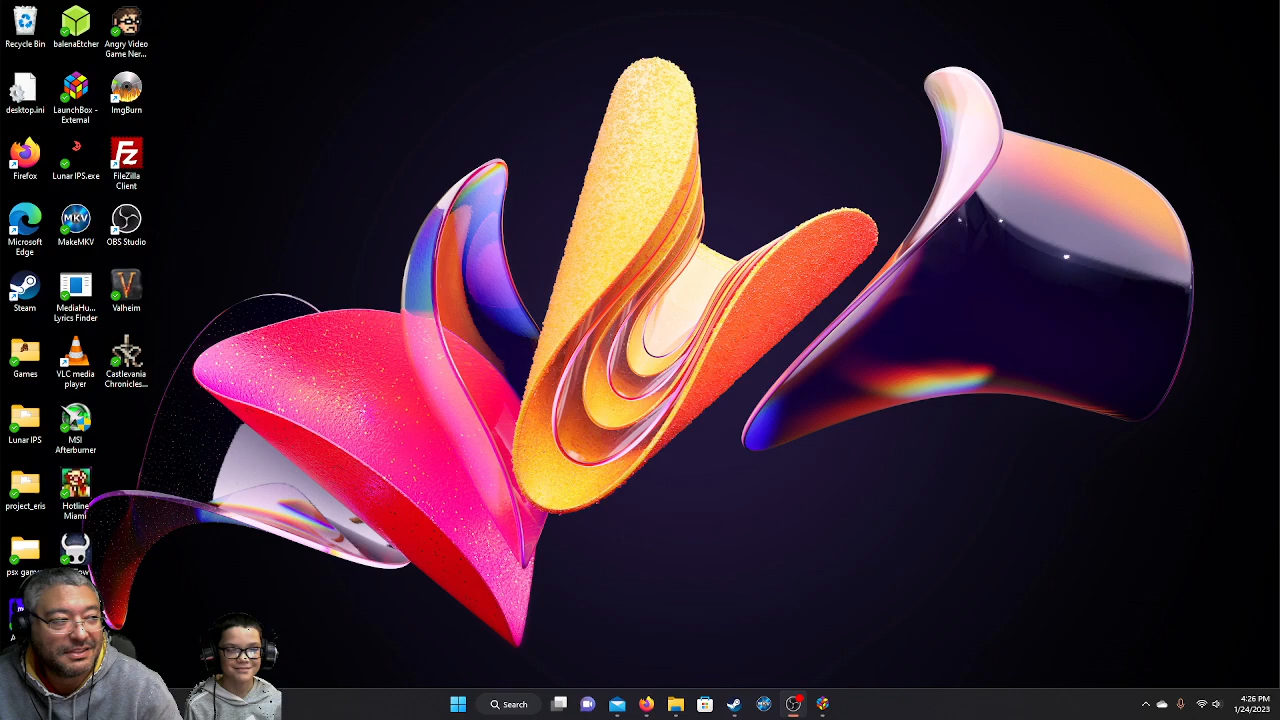 Recycle Bin
balenaEtcher
Angry Video
Game Ner...
desktop.ini
LaunchBox -
External
ImgBurn
Firefox
Lunar IPS.exe
FileZilla
Client
Microsoft
Edge
MKV
MakeMKV
OBS Studio
Steam
MediaHu...
Lyrics Finder
Valheim
Games
VLC media
player
Castlevania
Chronicles...
Lunar IPS
MSI
Afterburner
project_eris
Hotline
Miami
Search
4:26 PM
1/24/2023